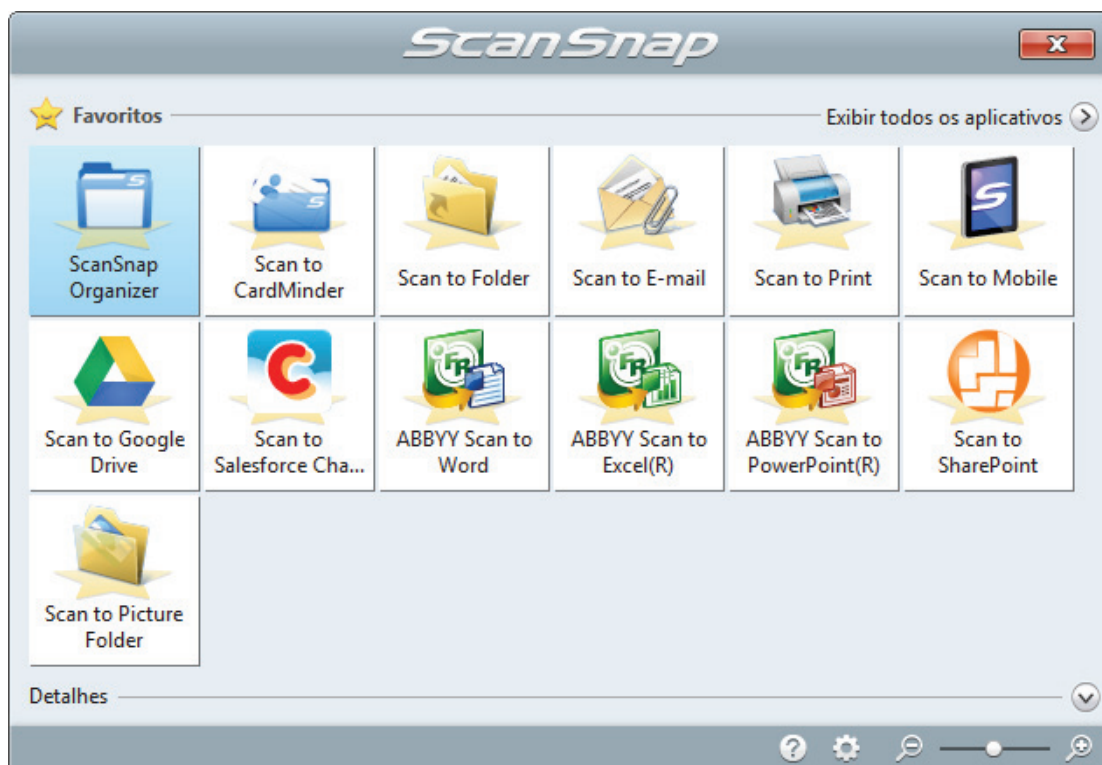 ScanSnap
Favoritos
Exibir todos os aplicativos
ScanSnap
Organizer
Scan to
CardMinder
Scan to Folder
Scan to E-mail
Scan to Print
Scan to Mobile
Scan to Google
Drive
Scan to
Salesforce Cha...
ABBYY Scan to
Word
ABBYY Scan to
Excel(R)
ABBYY Scan to
PowerPoint(R)
Scan to
SharePoint
Scan to Picture
Folder
Detalhes